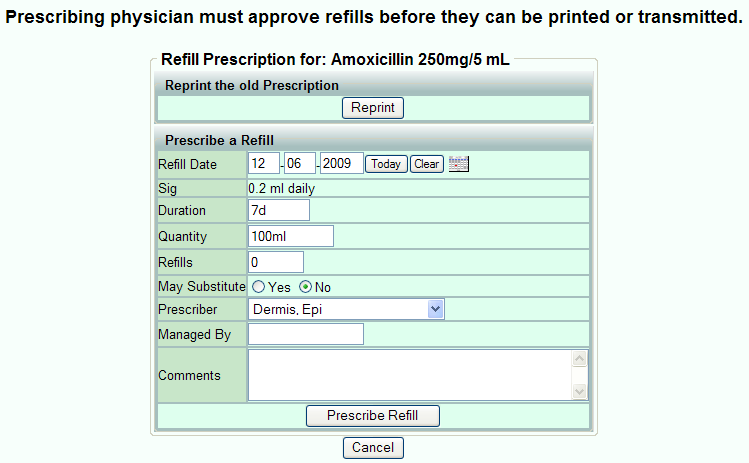 Prescribing physician must approve refills before they can be printed or transmitted.
Refill Prescription for: Amoxicillin 250mg/5 mL
Reprint the old Prescription
Reprint
Prescribe a Refill
Refill Date 12 - 06 - 2009 Today Clear
Sig 0.2 ml daily
Duration 7d
Quantity 100ml
Refills 0
May Substitute Yes No
Prescriber Dermis, Epi
Managed By
Comments
Prescribe Refill
Cancel